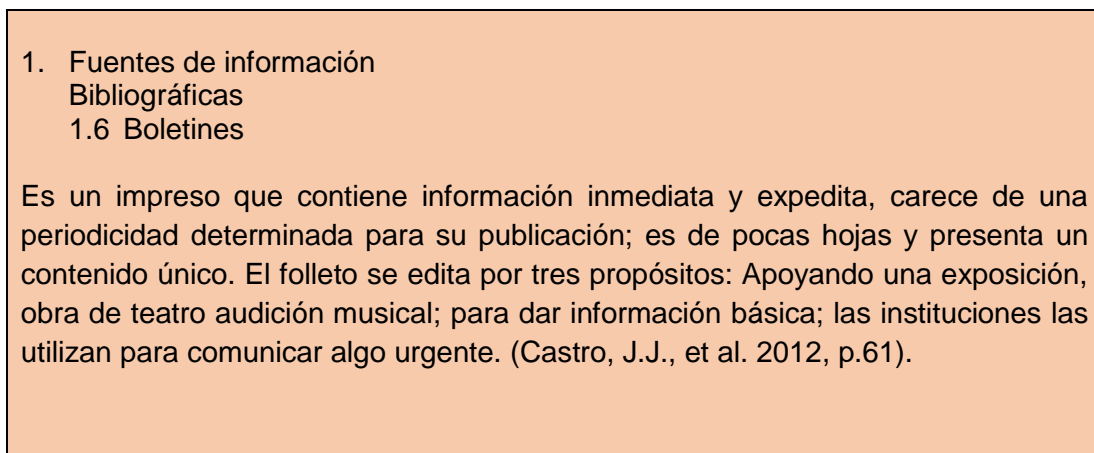 1. Fuentes de información
Bibliográficas
1.6 Boletines
Es un impreso que contiene información inmediata y expedita, carece de una
periodicidad determinada para su publicación; es de pocas hojas y presenta un
contenido único. El folleto se edita por tres propósitos: Apoyando una exposición,
obra de teatro audición musical; para dar información básica; las instituciones las
utilizan para comunicar algo urgente. (Castro, J.J., et al. 2012, p.61).